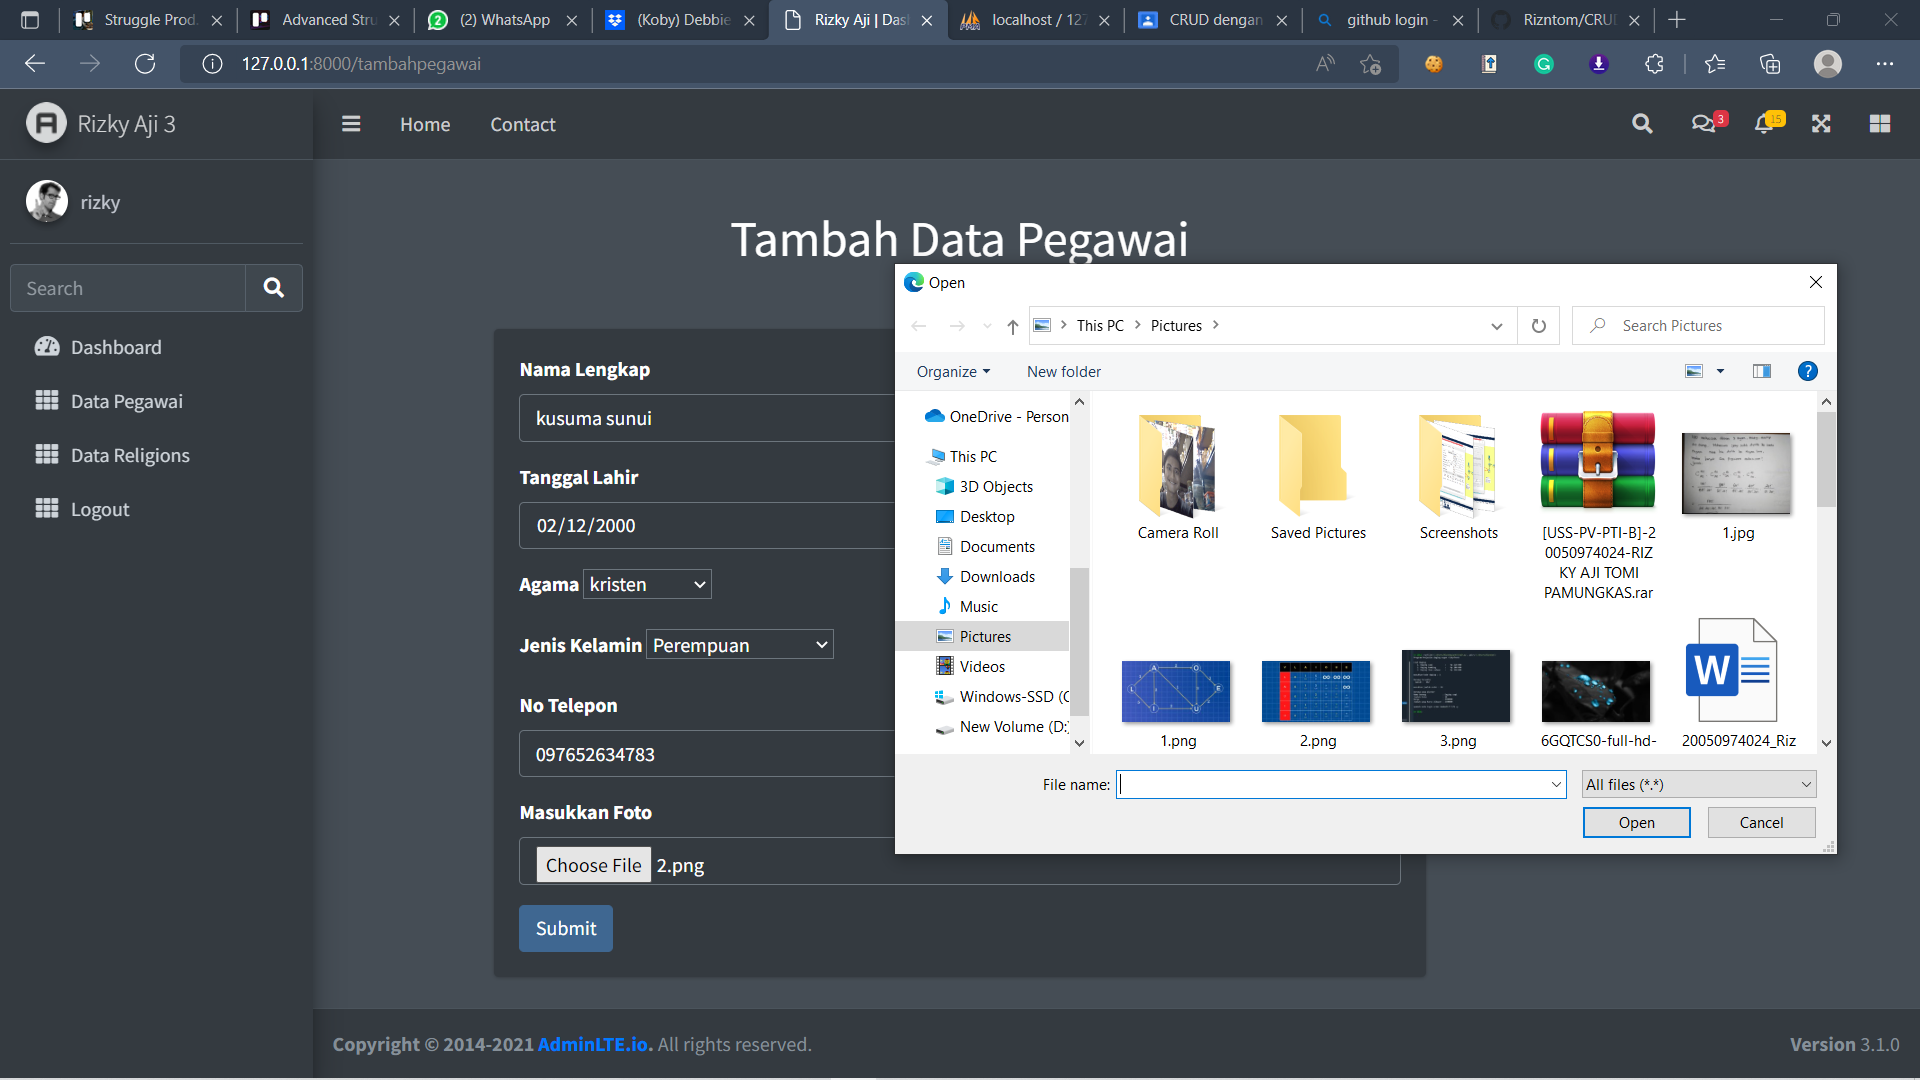 Struggle Prod
Advanced Stru
(2) WhatsApp
(Koby) Debbie
Rizky Aji | Das
localhost / 127
CRUD dengan
github login -
Rizntom/CRUD
127.0.0.1:8000/tambahpegawai
Rizky Aji 3
Home
Contact
3
15
rizky
Search
Dashboard
Data Pegawai
Data Religions
Logout
Tambah Data Pegawai
Nama Lengkap
kusuma sunui
Tanggal Lahir
02/12/2000
Agama kristen
Jenis Kelamin Perempuan
No Telepon
097652634783
Masukkan Foto
Choose File 2.png
Submit
Open
This PC > Pictures >
Search Pictures
Organize
New folder
OneDrive - Person
This PC
3D Objects
Desktop
Documents
Downloads
Music
Pictures
Videos
Windows-SSD (C
New Volume (D:)
Camera Roll
Saved Pictures
Screenshots
[USS-PV-PTI-B]-2
0050974024-RIZ
KY AJI TOMI
PAMUNGKAS.rar
1.jpg
1.png
2.png
3.png
6GQTCS0-full-hd-
20050974024_Riz
File name:
All files (*.*)
Open
Cancel
Copyright © 2014-2021 AdminLTE.io. All rights reserved.
Version 3.1.0